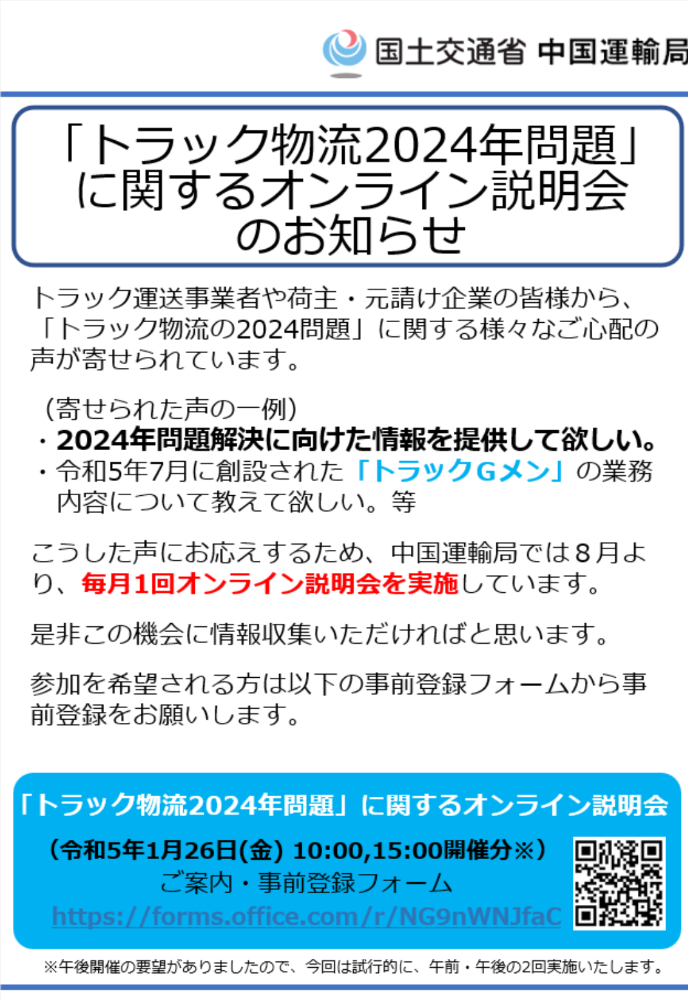 国土交通省 中国運輸局
「トラック物流2024年問題」
に関するオンライン説明会
のお知らせ
トラック運送事業者や荷主・元請け企業の皆様から、
「トラック物流の2024問題」に関する様々なご心配の
声が寄せられています。
（寄せられた声の一例）
・2024年問題解決に向けた情報を提供して欲しい。
・令和5年7月に創設された「トラックＧメン」の業務
内容について教えて欲しい。等
こうした声にお応えするため、中国運輸局では８月よ
り、毎月1回オンライン説明会を実施しています。
是非この機会に情報収集いただければと思います。
参加を希望される方は以下の事前登録フォームから事
前登録をお願いします。
「トラック物流2024年問題」に関するオンライン説明会
（令和5年1月26日(金) 10:00,15:00開催分※）
ご案内・事前登録フォーム
https://forms.office.com/r/NG9nWNJfaC
※午後開催の要望がありましたので、今回は試行的に、午前・午後の2回実施いたします。